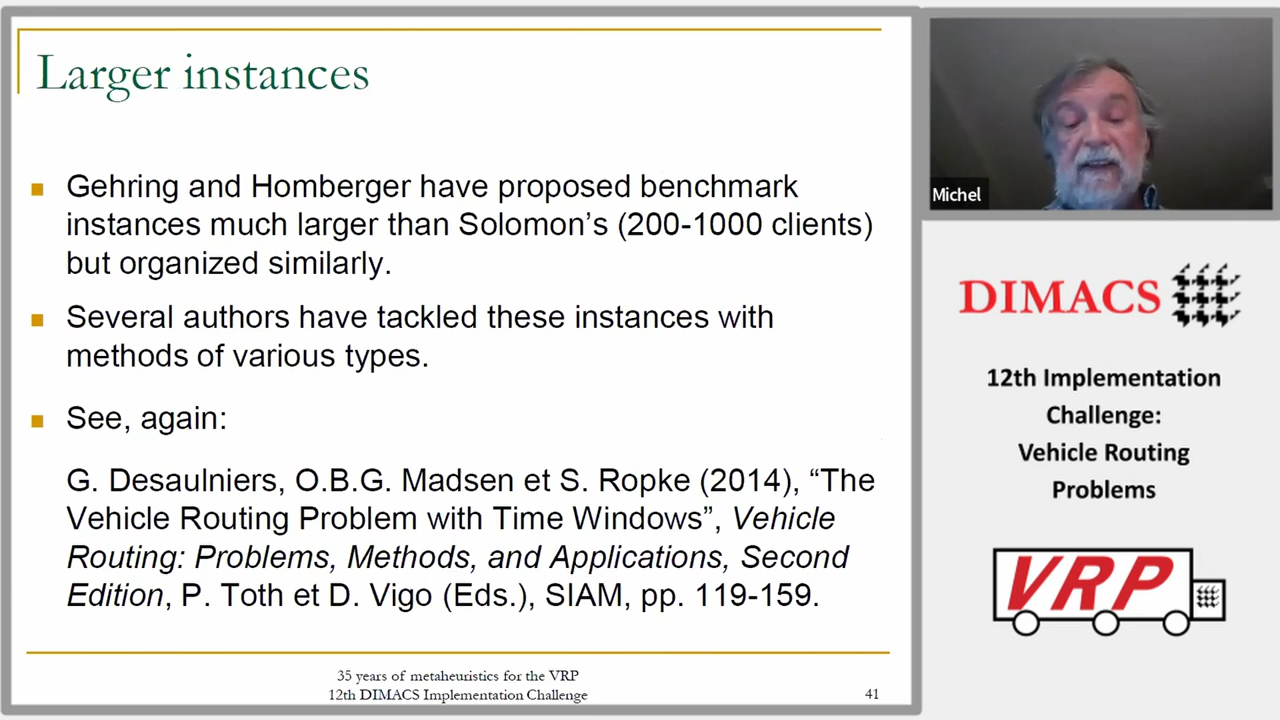 Larger instances
Gehring and Homberger have proposed benchmark
instances much larger than Solomon's (200-1000 clients)
but organized similarly.
Several authors have tackled these instances with
methods of various types.
See, again:
G. Desaulniers, O.B.G. Madsen et S. Ropke (2014), “The
Vehicle Routing Problem with Time Windows”, Vehicle
Routing: Problems, Methods, and Applications, Second
Edition, P. Toth et D. Vigo (Eds.), SIAM, pp. 119-159.
35 years of metaheuristics for the VRP
12th DIMACS Implementation Challenge
41
Michel
DIMACS
12th Implementation
Challenge:
Vehicle Routing
Problems
VRP